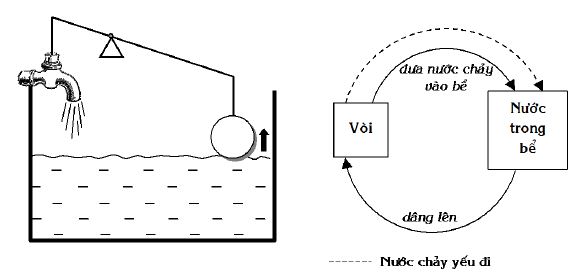 đưa nước chảy
vào bể
Vòi
Nước
trong
bể
dâng lên
Nước chảy yếu đi